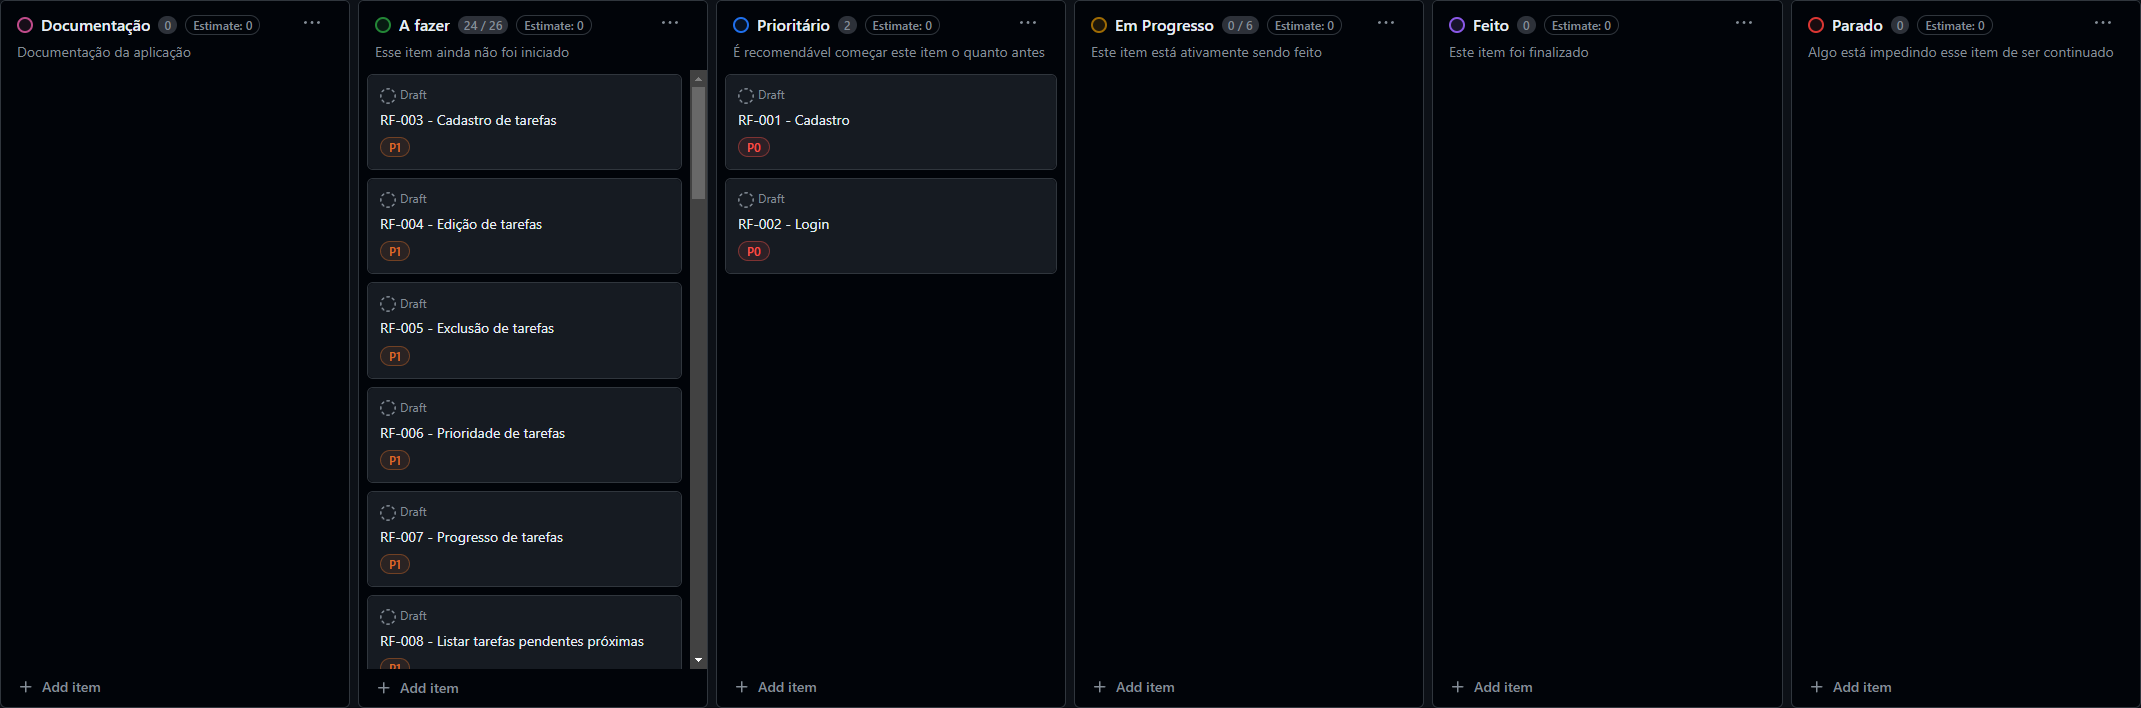 Documentação 0 Estimate: 0
Documentação da aplicação
Add item
A fazer 24 / 26 Estimate: 0
Esse item ainda não foi iniciado
Draft
RF-003 - Cadastro de tarefas
P1
Draft
RF-004 - Edição de tarefas
P1
Draft
RF-005 - Exclusão de tarefas
P1
Draft
RF-006 - Prioridade de tarefas
P1
Draft
RF-007 - Progresso de tarefas
P1
Draft
RF-008 - Listar tarefas pendentes próximas
P1
Add item
Prioritário 2 Estimate: 0
É recomendável começar este item o quanto antes
Draft
RF-001 - Cadastro
P0
Draft
RF-002 - Login
P0
Add item
Em Progresso 0 / 6 Estimate: 0
Este item está ativamente sendo feito
Add item
Feito 0 Estimate: 0
Este item foi finalizado
Add item
Parado 0 Estimate: 0
Algo está impedindo esse item de ser continuado
Add item